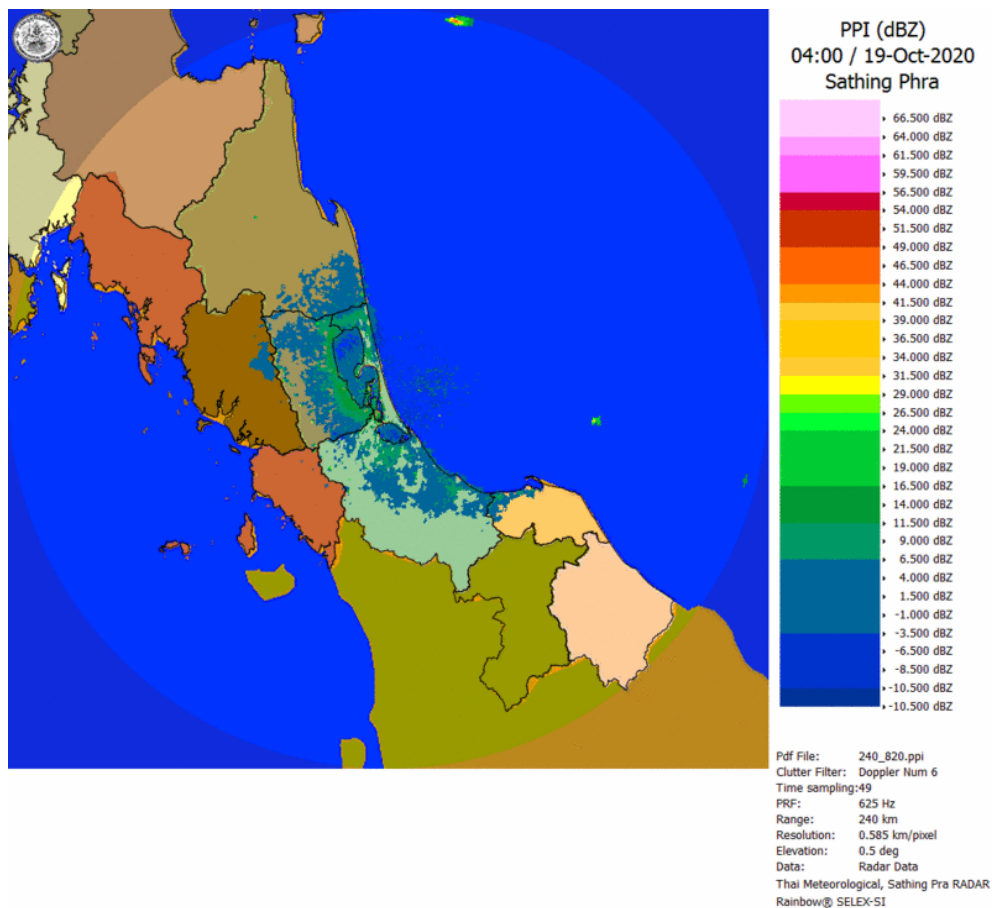 PPI (dBZ)
04:00 / 19-Oct-2020
Sathing Phra
66.500 dBZ
64.000 dBZ
61.500 dBZ
59.500 dBZ
56.500 dBZ
54.000 dBZ
51.500 dBZ
49.000 dBZ
46.500 dBZ
44.000 dBZ
41.500 dBZ
39.000 dBZ
36.500 dBZ
34.000 dBZ
31.500 dBZ
29.000 dBZ
26.500 dBZ
24.000 dBZ
21.500 dBZ
19.000 dBZ
16.500 dBZ
14.000 dBZ
11.500 dBZ
9.000 dBZ
6.500 dBZ
4.000 dBZ
1.500 dBZ
-1.000 dBZ
-3.500 dBZ
-6.500 dBZ
-8.500 dBZ
-10.500 dBZ
-10.500 dBZ
Pdf File: 240_820.ppi
Clutter Filter: Doppler Num 6
Time sampling:49
PRF: 625 Hz
Range: 240 km
Resolution: 0.585 km/pixel
Elevation: 0.5 deg
Data: Radar Data
Thai Meteorological, Sathing Pra RADAR
Rainbow® SELEX-SI